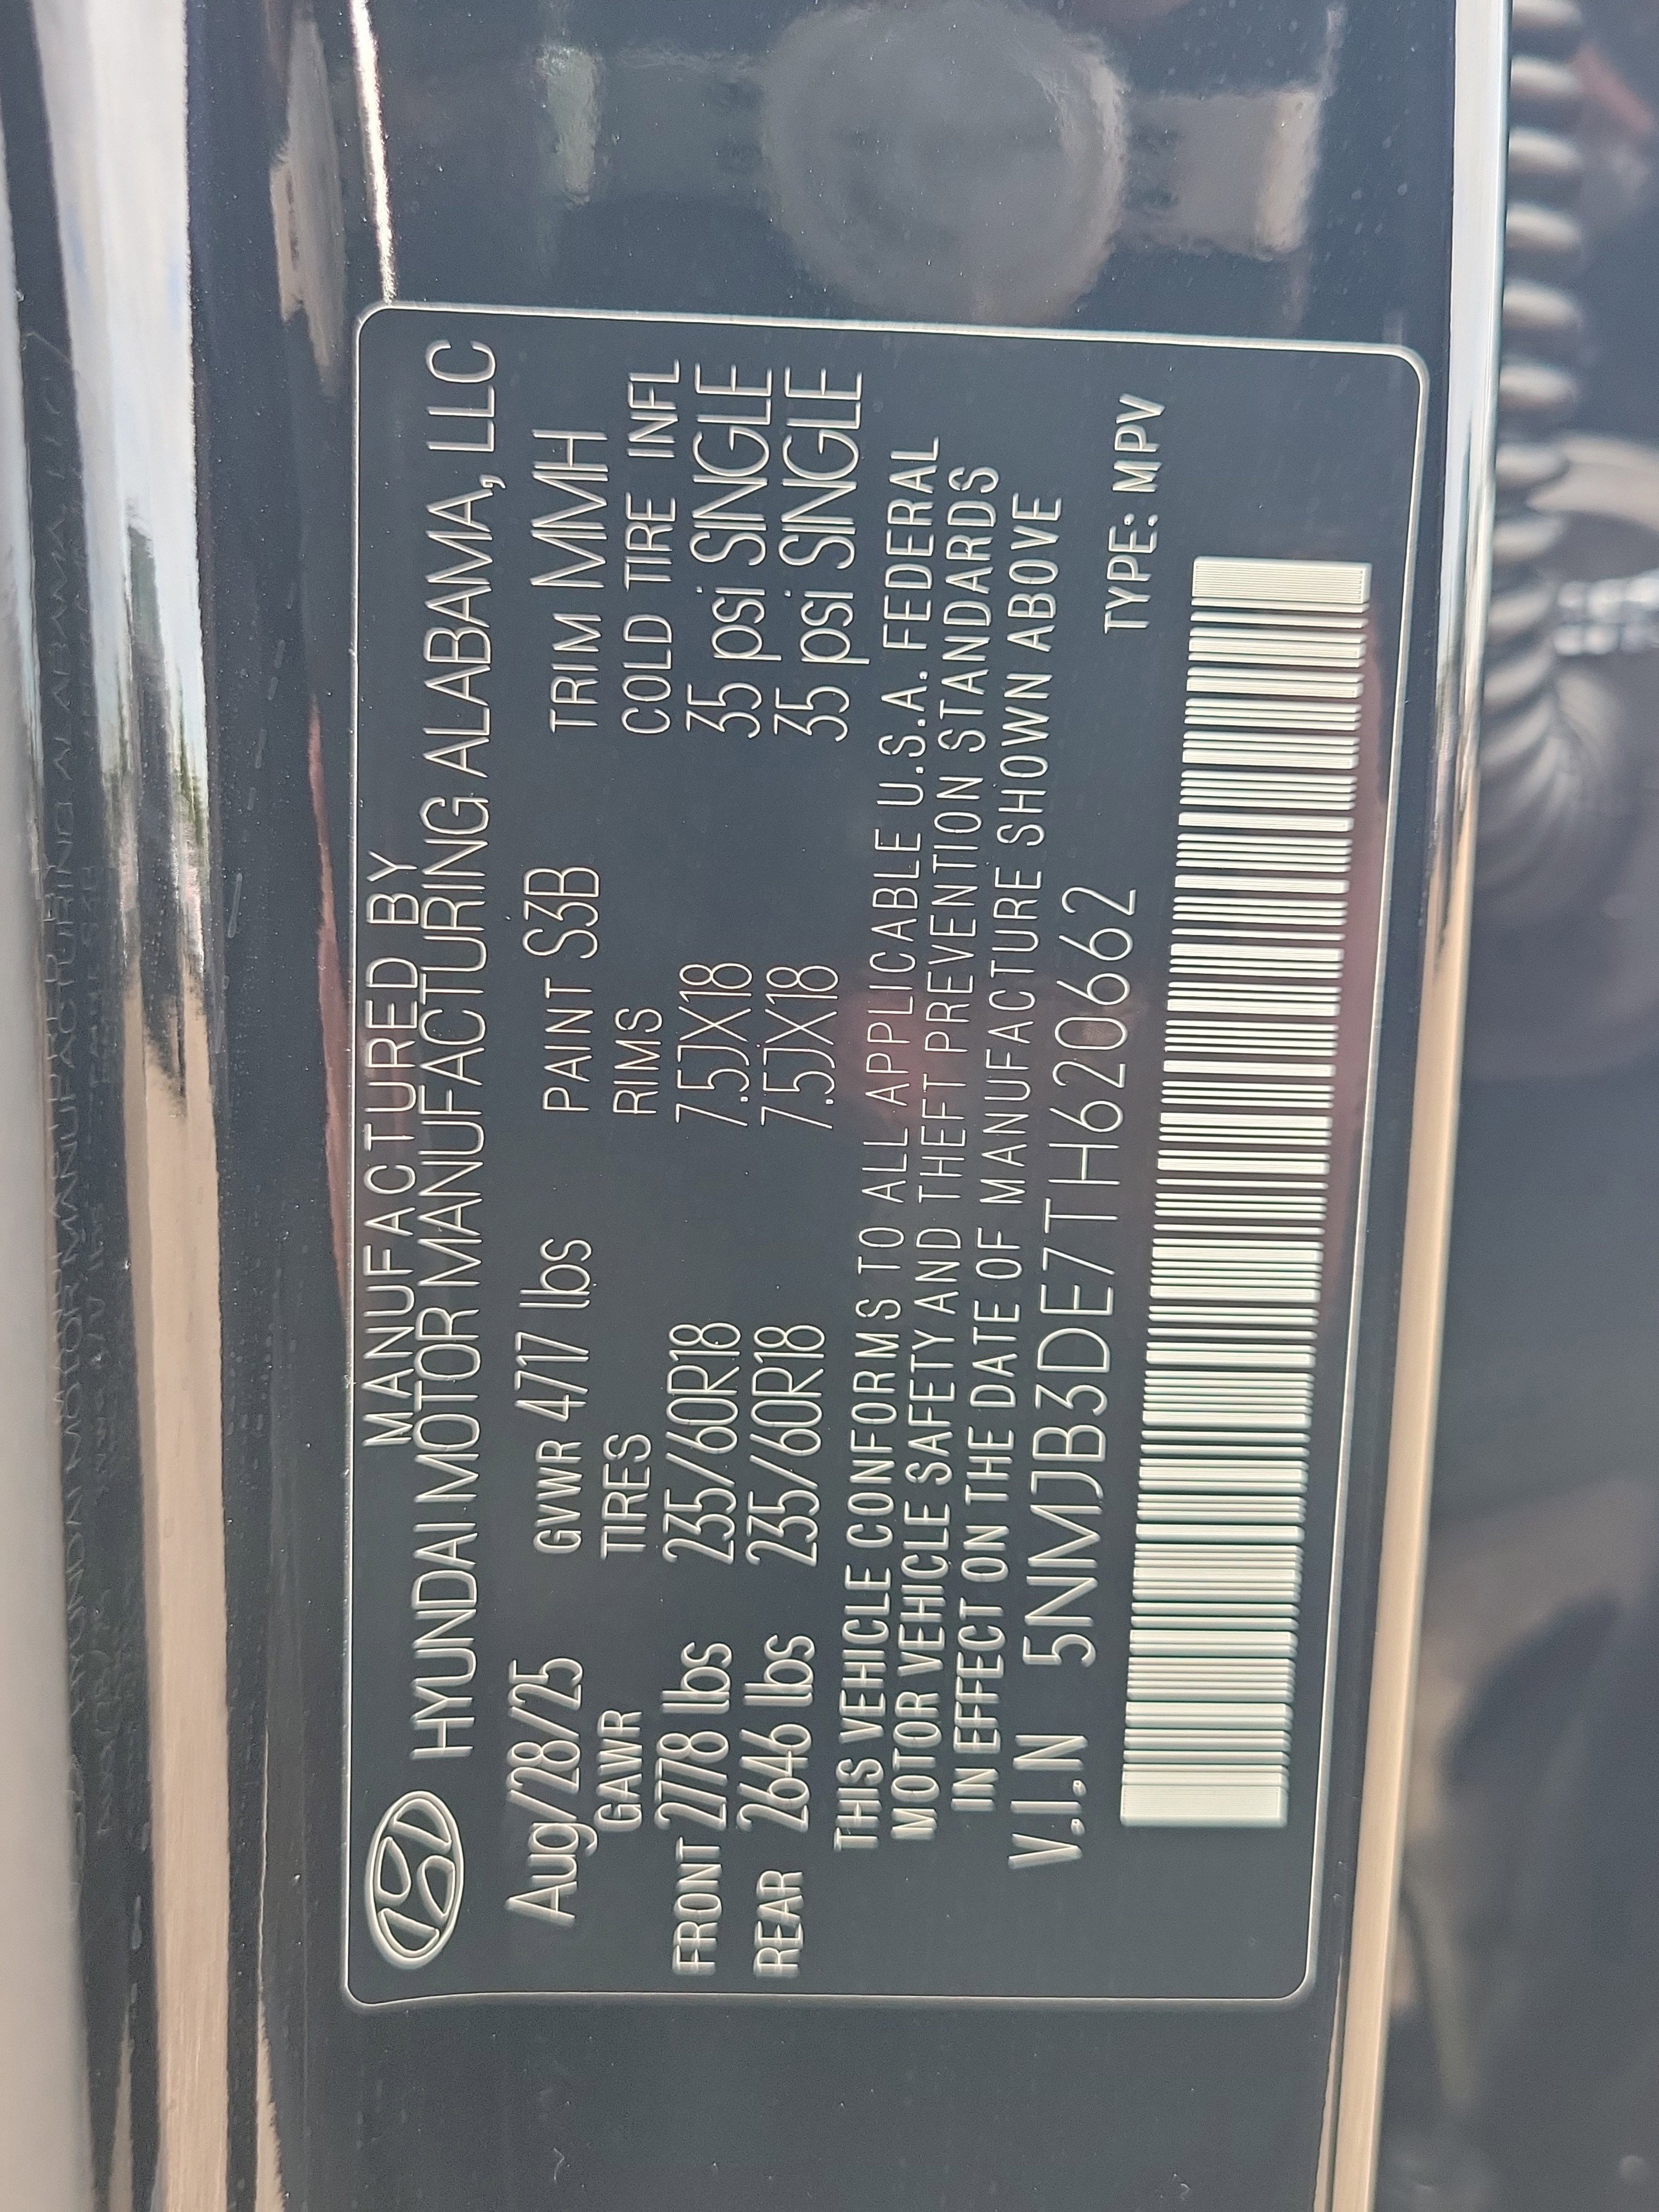 MANUFACTURED BY
HYUNDAI MOTOR MANUFACTURING ALABAMA, LLC
Aug/28/25 GVWR 4717 lbs PAINT S3B TRIM MMH
GAWR TIRES RIMS COLD TIRE INFL
FRONT 2778 lbs 235/60R18 7.5JX18 35 psi SINGLE
REAR 2646 lbs 235/60R18 7.5JX18 35 psi SINGLE
THIS VEHICLE CONFORMS TO ALL APPLICABLE U.S.A. FEDERAL
MOTOR VEHICLE SAFETY AND THEFT PREVENTION STANDARDS
IN EFFECT ON THE DATE OF MANUFACTURE SHOWN ABOVE
V.I.N 5NMJB3DE7TH620662
TYPE: MPV